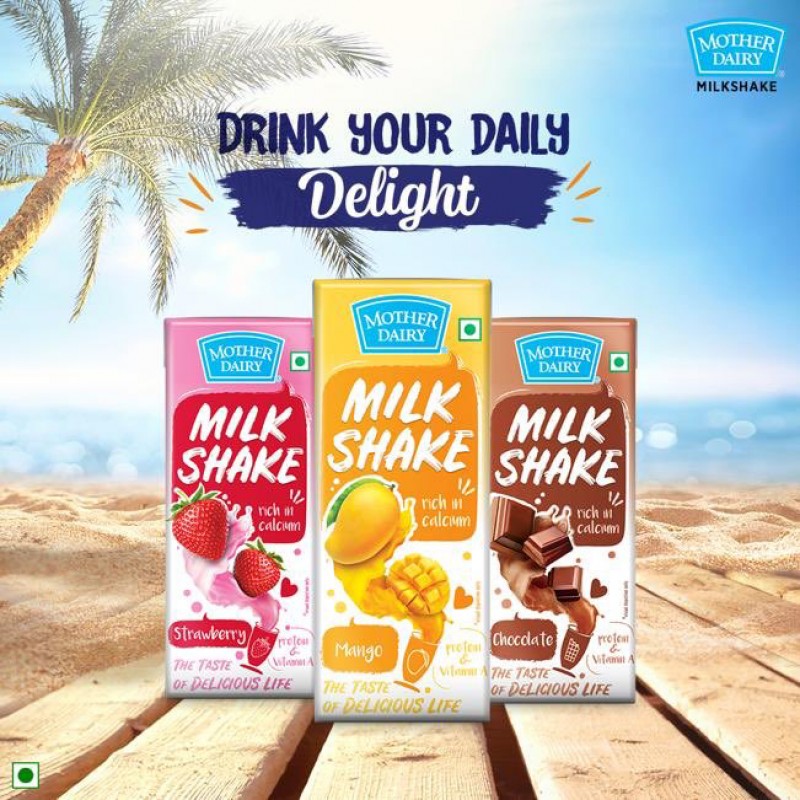 MOTHER
DAIRY
MILKSHAKE
DRINK YOUR DAILY
Delight
MOTHER
DAIRY
MILK
SHAKE
rich in
calcium
Strawberry
protein
&
Vitamin A
THE TASTE
OF DELICIOUS LIFE
MOTHER
DAIRY
MILK
SHAKE
rich in
calcium
Mango
protein
&
Vitamin A
THE TASTE
OF DELICIOUS LIFE
MOTHER
DAIRY
MILK
SHAKE
rich in
calcium
Chocolate
protein
&
Vitamin A
THE TASTE
OF DELICIOUS LIFE